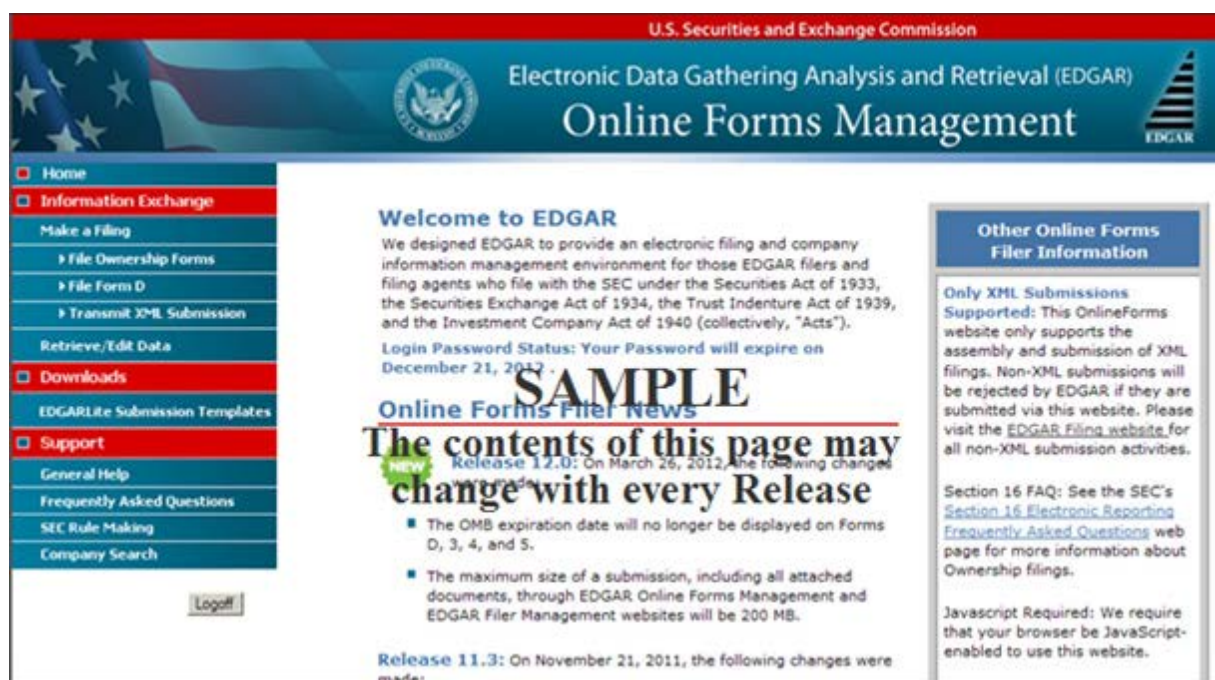 U.S. Securities and Exchange Commission
Electronic Data Gathering Analysis and Retrieval (EDGAR)
Online Forms Management
EDGAR
Home
Information Exchange
Make a Filing
File Ownership Forms
File Form D
Transmit XML Submission
Retrieve/Edit Data
Downloads
EDGARLite Submission Templates
Support
General Help
Frequently Asked Questions
SEC Rule Making
Company Search
Logoff
Welcome to EDGAR
We designed EDGAR to provide an electronic filing and company
information management environment for those EDGAR filers and
filing agents who file with the SEC under the Securities Act of 1933,
the Securities Exchange Act of 1934, the Trust Indenture Act of 1939,
and the Investment Company Act of 1940 (collectively, "Acts").
Login Password Status: Your Password will expire on
December 21, 2012 .
SAMPLE
Online Forms Filer News
The contents of this page may
NEW
Release 12.0: On March 26, 2012, the following changes
were made:
change with every Release
The OMB expiration date will no longer be displayed on Forms
D, 3, 4, and 5.
The maximum size of a submission, including all attached
documents, through EDGAR Online Forms Management and
EDGAR Filer Management websites will be 200 MB.
Release 11.3: On November 21, 2011, the following changes were
made:
Other Online Forms
Filer Information
Only XML Submissions
Supported: This OnlineForms
website only supports the
assembly and submission of XML
filings. Non-XML submissions will
be rejected by EDGAR if they are
submitted via this website. Please
visit the EDGAR Filing website for
all non-XML submission activities.
Section 16 FAQ: See the SEC's
Section 16 Electronic Reporting
Frequently Asked Questions web
page for more information about
Ownership filings.
Javascript Required: We require
that your browser be JavaScript-
enabled to use this website.